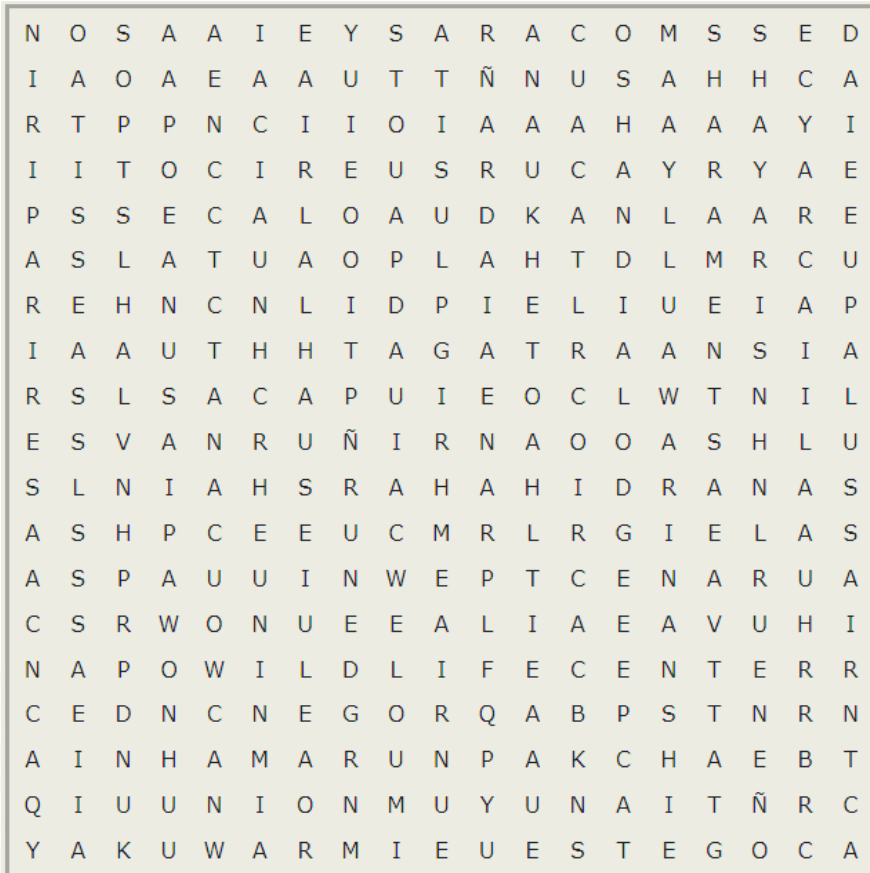 N O S A A I E Y S A R A C O M S S E D
I A O A E A A U T T Ñ N U S A H H C A
R T P P N C I I O I A A A H A A A Y I
I I T O C I R E U S R U C A Y R Y A E
P S S E C A L O A U D K A N L A A R E
A S L A T U A O P L A H T D L M R C U
R E H N C N L I D P I E L I U E I A P
I A A U T H H T A G A T R A A N S I A
R S L S A C A P U I E O C L W T N I L
E S V A N R U Ñ I R N A O O A S H L U
S L N I A H S R A H A H I D R A N A S
A S H P C E E U C M R L R G I E L A S
A S P A U U I N W E P T C E N A R U A
C S R W O N U E E A L I A E A V U H I
N A P O W I L D L I F E C E N T E R R
C E D N C N E G O R Q A B P S T N R N
A I N H A M A R U N P A K C H A E B T
Q I U U N I O N M U Y U N A I T Ñ R C
Y A K U W A R M I E U E S T E G O C A